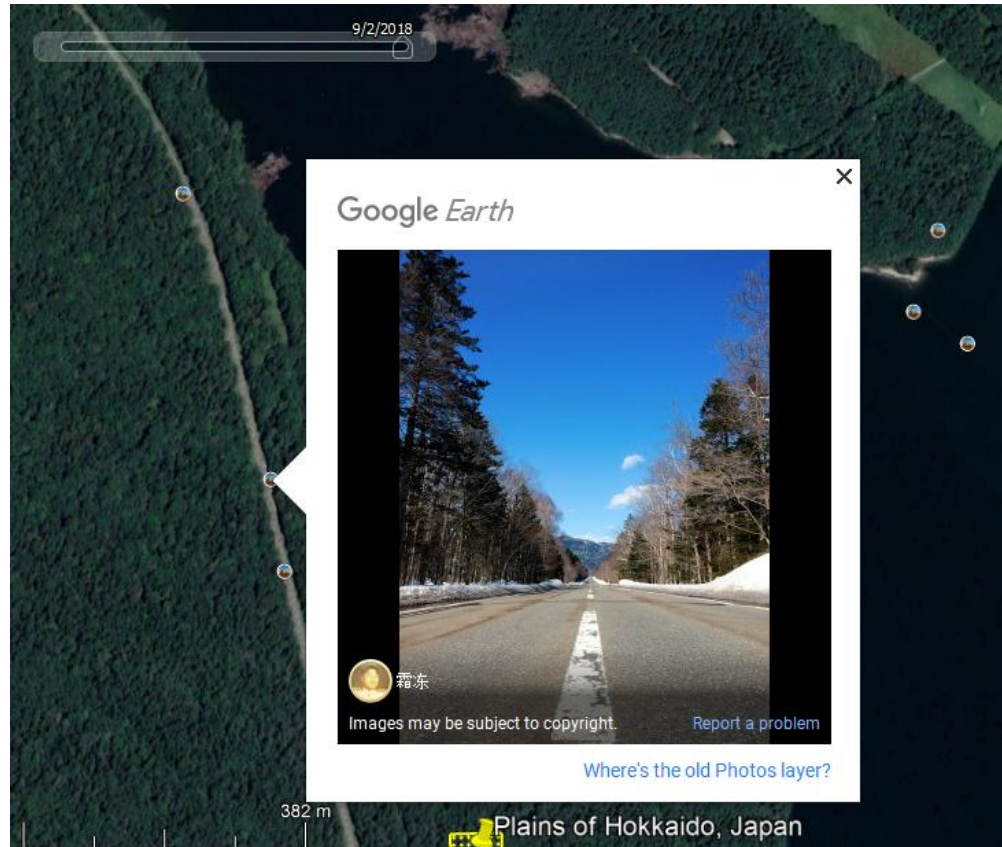 9/2/2018
Google Earth
霜冻
Images may be subject to copyright.
Report a problem
Where's the old Photos layer?
382 m
Plains of Hokkaido, Japan